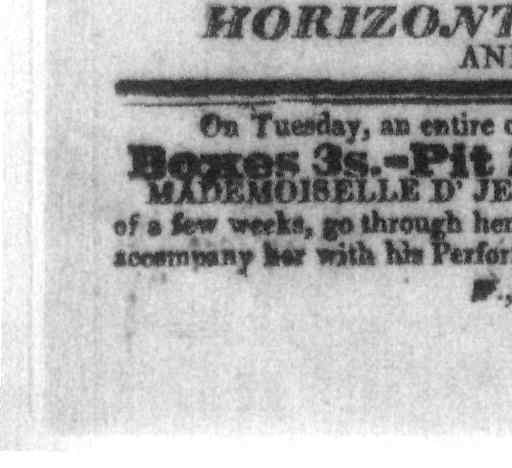 HORIZONT
AN
On Tuesday, an entire
Boxes 3s.-Pit
MADEMOISELLE D' JE
of a few weeks, go through her
accompany her with his Perfor